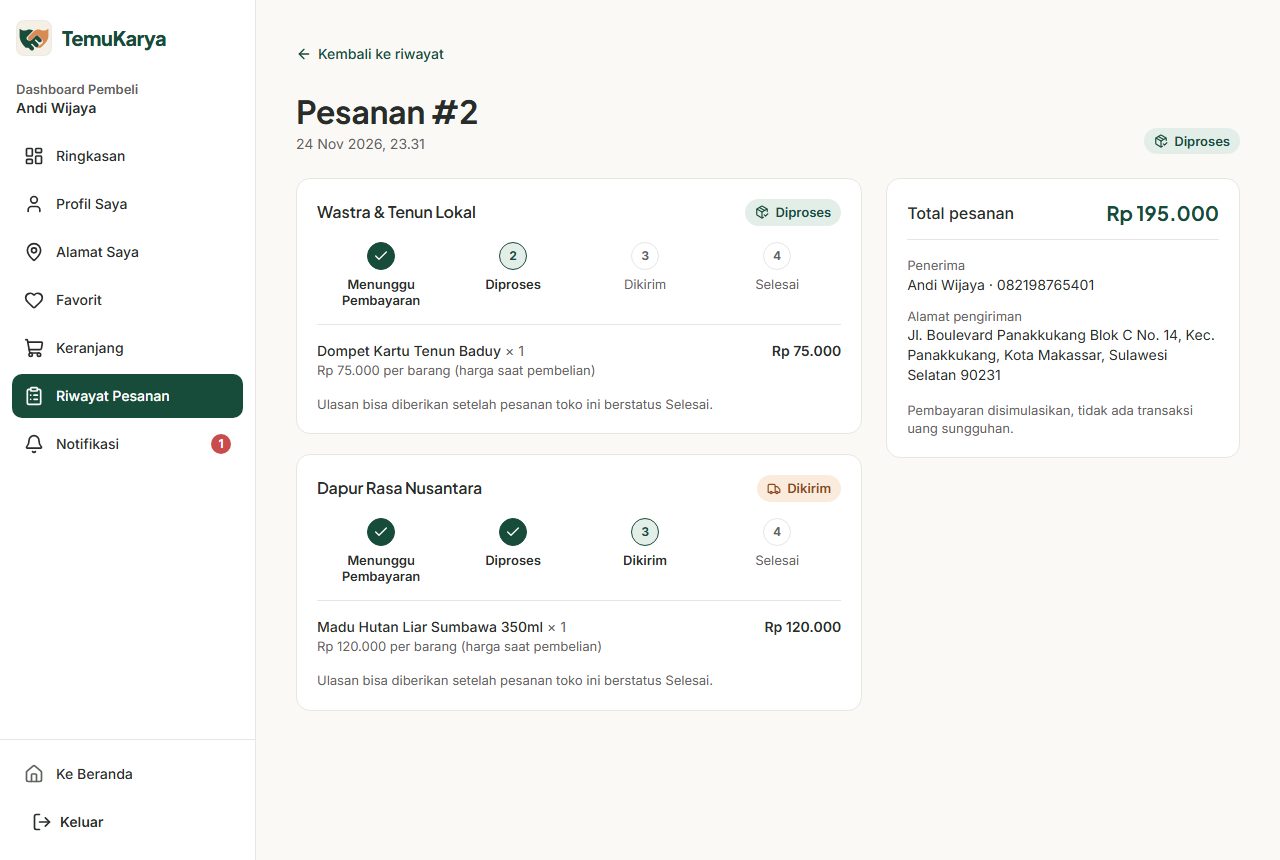 TemuKarya
Dashboard Pembeli
Andi Wijaya
Ringkasan
Profil Saya
Alamat Saya
Favorit
Keranjang
Riwayat Pesanan
Notifikasi 1
Ke Beranda
Keluar
Kembali ke riwayat
Pesanan #2
24 Nov 2026, 23.31
Diproses
Wastra & Tenun Lokal Diproses
2 3 4
Menunggu Diproses Dikirim Selesai
Pembayaran
Dompet Kartu Tenun Baduy × 1 Rp 75.000
Rp 75.000 per barang (harga saat pembelian)
Ulasan bisa diberikan setelah pesanan toko ini berstatus Selesai.
Dapur Rasa Nusantara Dikirim
3 4
Menunggu Diproses Dikirim Selesai
Pembayaran
Madu Hutan Liar Sumbawa 350ml × 1 Rp 120.000
Rp 120.000 per barang (harga saat pembelian)
Ulasan bisa diberikan setelah pesanan toko ini berstatus Selesai.
Total pesanan Rp 195.000
Penerima
Andi Wijaya · 082198765401
Alamat pengiriman
Jl. Boulevard Panakkukang Blok C No. 14, Kec.
Panakkukang, Kota Makassar, Sulawesi
Selatan 90231
Pembayaran disimulasikan, tidak ada transaksi
uang sungguhan.